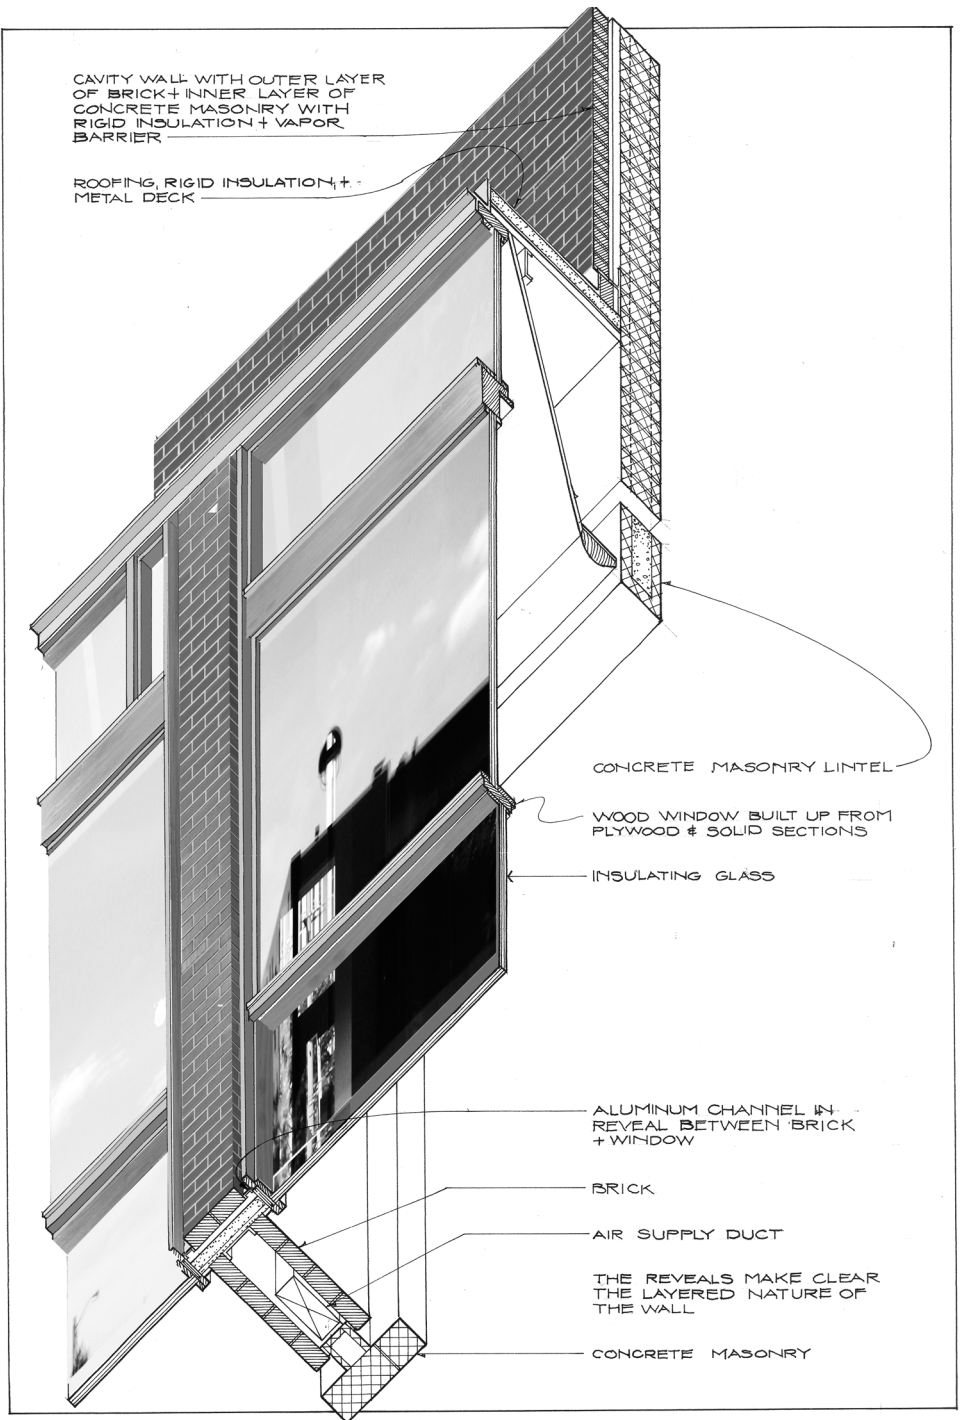 CAVITY WALL WITH OUTER LAYER
OF BRICK + INNER LAYER OF
CONCRETE MASONRY WITH
RIGID INSULATION + VAPOR
BARRIER
ROOFING, RIGID INSULATION, +
METAL DECK
CONCRETE MASONRY LINTEL
WOOD WINDOW BUILT UP FROM
PLYWOOD & SOLID SECTIONS
INSULATING GLASS
ALUMINUM CHANNEL IN
REVEAL BETWEEN BRICK
+ WINDOW
BRICK
AIR SUPPLY DUCT
THE REVEALS MAKE CLEAR
THE LAYERED NATURE OF
THE WALL
CONCRETE MASONRY